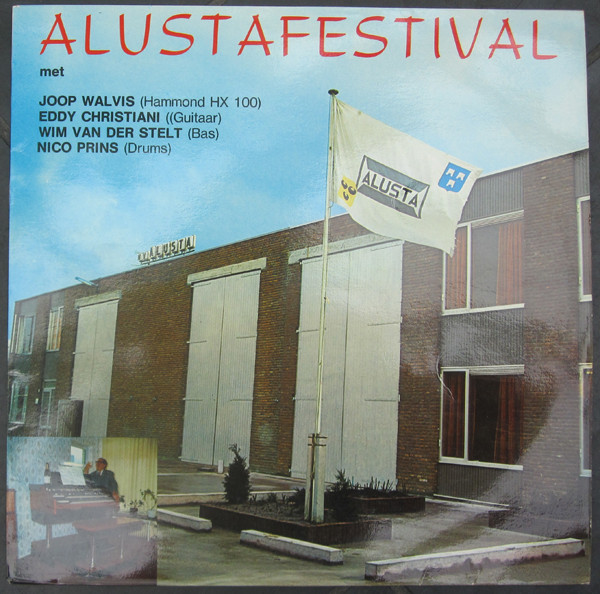 ALUSTAFESTIVAL
met
JOOP WALVIS (Hammond HX 100)
EDDY CHRISTIANI ((Guitaar)
WIM VAN DER STELT (Bas)
NICO PRINS (Drums)
ALUSTA
ALUSTA